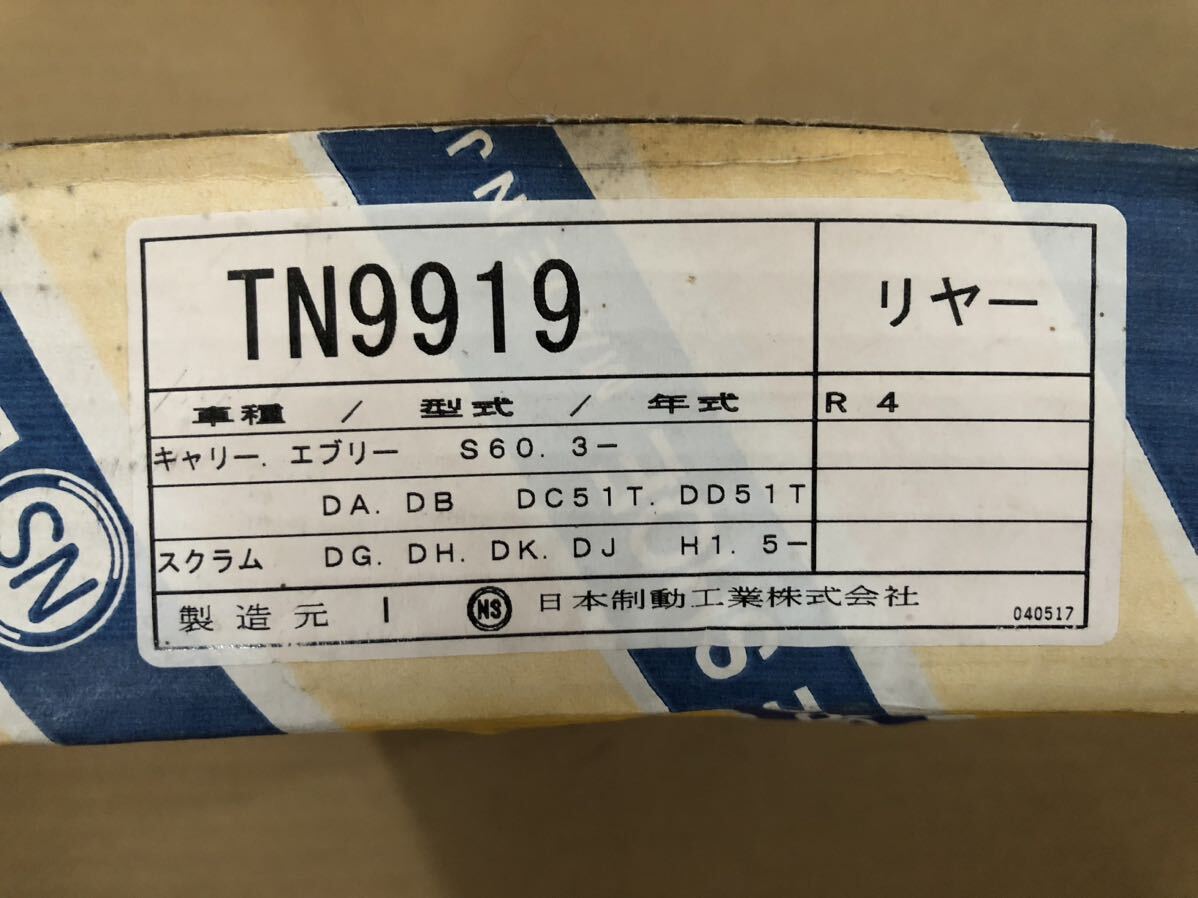 TN9919
リヤー
車種 / 型式 / 年式
R 4
キャリー. エブリー S60. 3-
DA. DB DC51T. DD51T
スクラム DG. DH. DK. DJ H1. 5-
製造元 I NS 日本制動工業株式会社
040517
NS